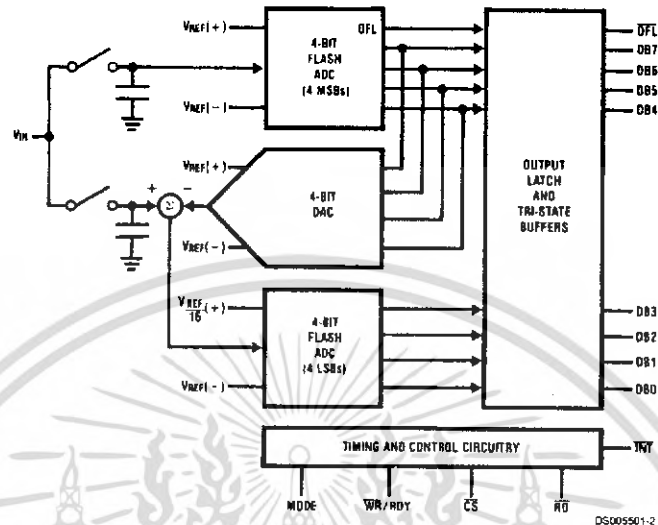 VREF(+)
4-BIT
FLASH
ADC
(4 MSBs)
OFL
VREF(-)
VIN
VREF(+)
4-BIT
DAC
VREF(-)
+
-
Σ
VREF(+)
16
4-BIT
FLASH
ADC
(4 LSBs)
VREF(-)
OUTPUT
LATCH
AND
TRI-STATE
BUFFERS
OFL
DB7
DB6
DB5
DB4
DB3
DB2
DB1
DB0
TIMING AND CONTROL CIRCUITRY
INT
MODE
WR/RDY
CS
RD
DS005501-2